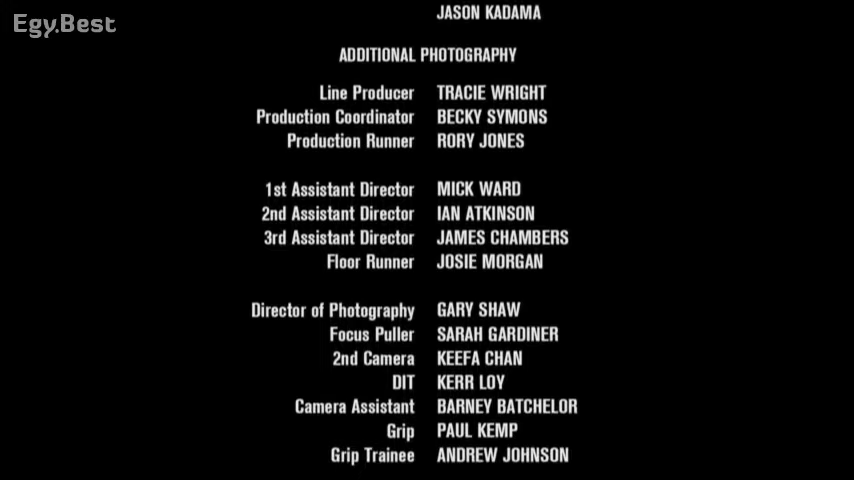 Egy.Best
JASON KADAMA
ADDITIONAL PHOTOGRAPHY
Line Producer TRACIE WRIGHT
Production Coordinator BECKY SYMONS
Production Runner RORY JONES
1st Assistant Director MICK WARD
2nd Assistant Director IAN ATKINSON
3rd Assistant Director JAMES CHAMBERS
Floor Runner JOSIE MORGAN
Director of Photography GARY SHAW
Focus Puller SARAH GARDINER
2nd Camera KEEFA CHAN
DIT KERR LOY
Camera Assistant BARNEY BATCHELOR
Grip PAUL KEMP
Grip Trainee ANDREW JOHNSON